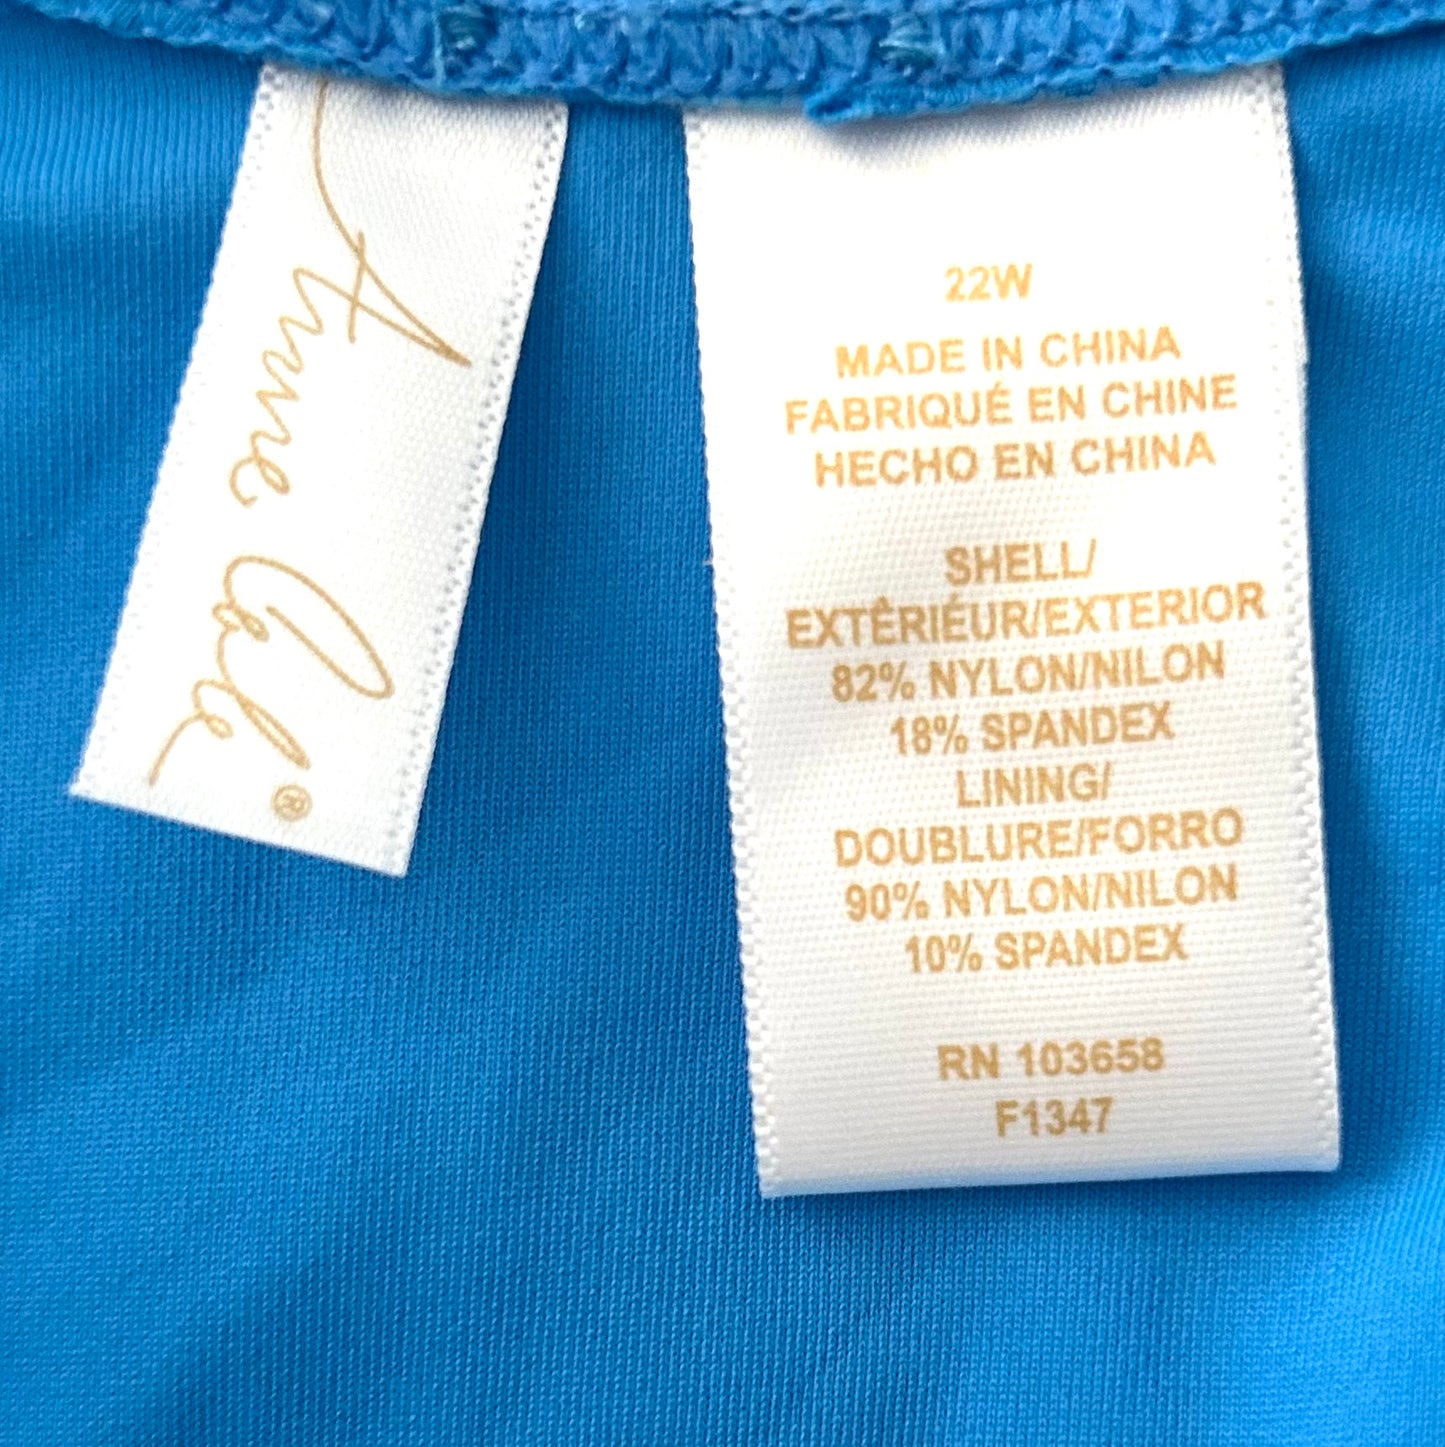 Anne Cole®
22W
MADE IN CHINA
FABRIQUÉ EN CHINE
HECHO EN CHINA
SHELL/
EXTÊRIÉUR/EXTERIOR
82% NYLON/NILON
18% SPANDEX
LINING/
DOUBLURE/FORRO
90% NYLON/NILON
10% SPANDEX
RN 103658
F1347